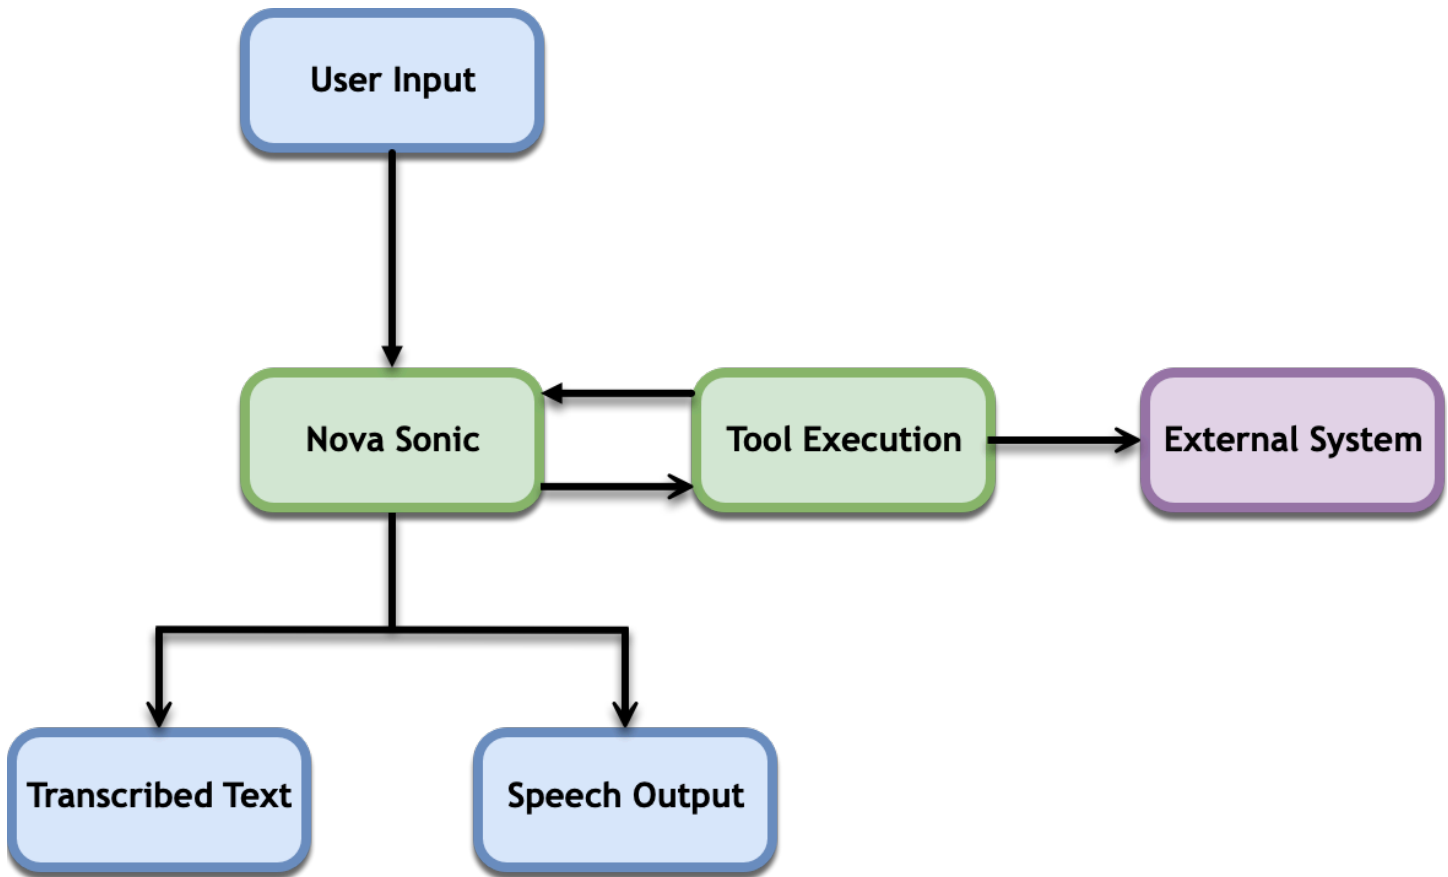 User Input
Nova Sonic
Tool Execution
External System
Transcribed Text
Speech Output